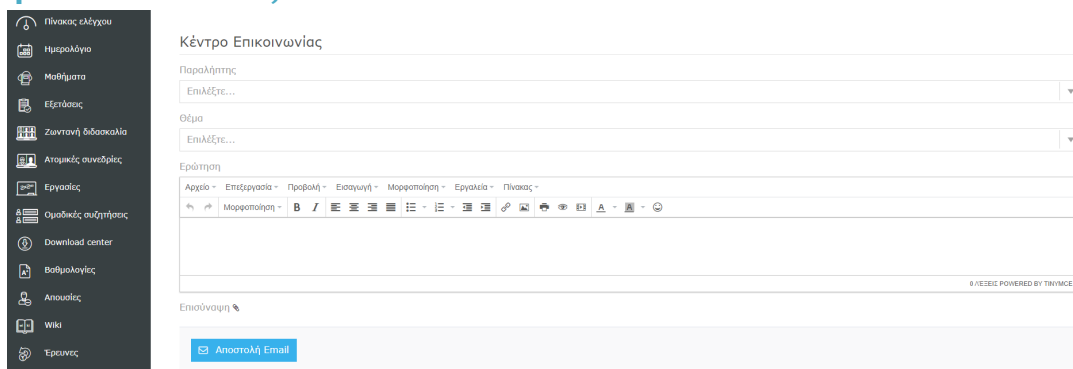 Πίνακας ελέγχου
Ημερολόγιο
Μαθήματα
Εξετάσεις
Ζωντανή διδασκαλία
Ατομικές συνεδρίες
Εργασίες
Ομαδικές συζητήσεις
Download center
Βαθμολογίες
Απουσίες
Wiki
Έρευνες
Κέντρο Επικοινωνίας
Παραλήπτης
Επιλέξτε...
Θέμα
Επιλέξτε...
Ερώτηση
Αρχείο Επεξεργασία Προβολή Εισαγωγή Μορφοποίηση Εργαλεία Πίνακας
Μορφοποίηση B I A A
0 ΛΈΞΕΙΣ POWERED BY TINYMCE
Επισύναψη
Αποστολή Email